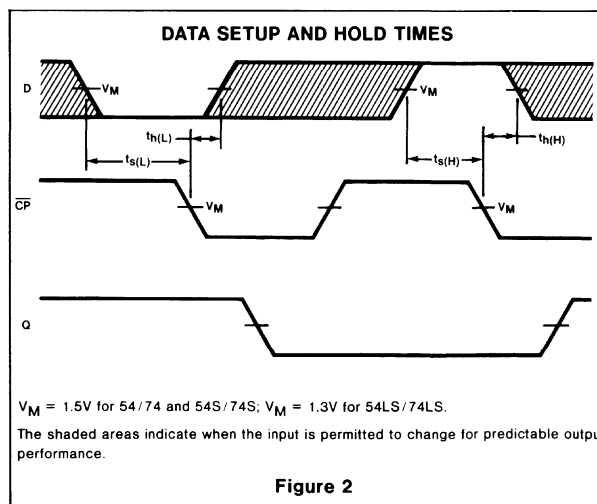 DATA SETUP AND HOLD TIMES
D
VM
VM
th(L)
th(H)
ts(L)
ts(H)
CP
VM
VM
Q
VM = 1.5V for 54/74 and 54S/74S; VM = 1.3V for 54LS/74LS.
The shaded areas indicate when the input is permitted to change for predictable outpu
performance.
Figure 2